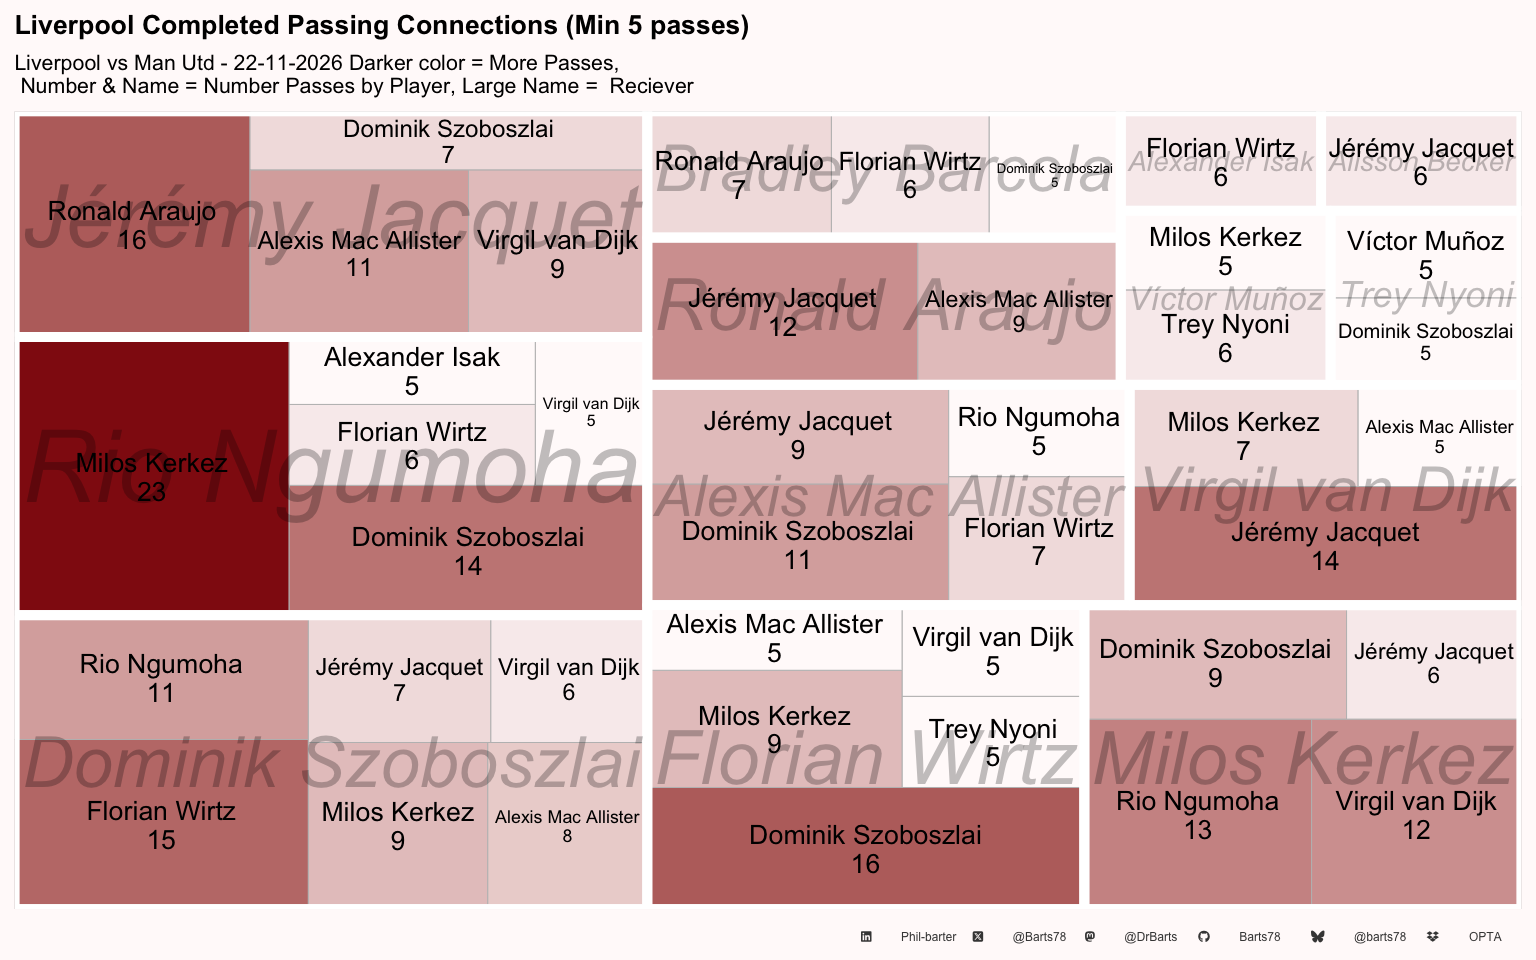 Liverpool Completed Passing Connections (Min 5 passes)
Liverpool vs Man Utd - 22-11-2026 Darker color = More Passes,
Number & Name = Number Passes by Player, Large Name =  Reciever
Jérémy Jacquet
Ronald Araujo
16
Dominik Szoboszlai
7
Alexis Mac Allister
11
Virgil van Dijk
9
Rio Ngumoha
Milos Kerkez
23
Alexander Isak
5
Florian Wirtz
6
Virgil van Dijk
5
Dominik Szoboszlai
14
Dominik Szoboszlai
Rio Ngumoha
11
Jérémy Jacquet
7
Virgil van Dijk
6
Florian Wirtz
15
Milos Kerkez
9
Alexis Mac Allister
8
Bradley Barcola
Ronald Araujo
7
Florian Wirtz
6
Dominik Szoboszlai
5
Ronald Araujo
Jérémy Jacquet
12
Alexis Mac Allister
9
Alexander Isak
Florian Wirtz
6
Alisson Becker
Jérémy Jacquet
6
Víctor Muñoz
Milos Kerkez
5
Trey Nyoni
6
Trey Nyoni
Víctor Muñoz
5
Dominik Szoboszlai
5
Alexis Mac Allister
Jérémy Jacquet
9
Rio Ngumoha
5
Dominik Szoboszlai
11
Florian Wirtz
7
Virgil van Dijk
Milos Kerkez
7
Alexis Mac Allister
5
Jérémy Jacquet
14
Florian Wirtz
Alexis Mac Allister
5
Virgil van Dijk
5
Milos Kerkez
9
Trey Nyoni
5
Dominik Szoboszlai
16
Milos Kerkez
Dominik Szoboszlai
9
Jérémy Jacquet
6
Rio Ngumoha
13
Virgil van Dijk
12
Phil-barter @Barts78 @DrBarts Barts78 @barts78 OPTA